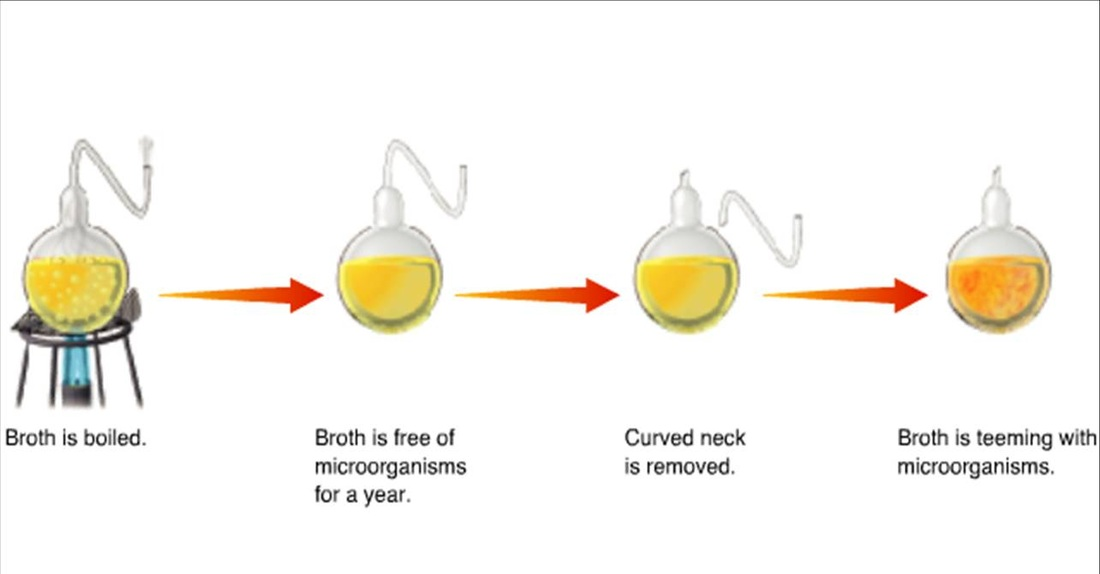 Broth is boiled.
Broth is free of
microorganisms
for a year.
Curved neck
is removed.
Broth is teeming with
microorganisms.